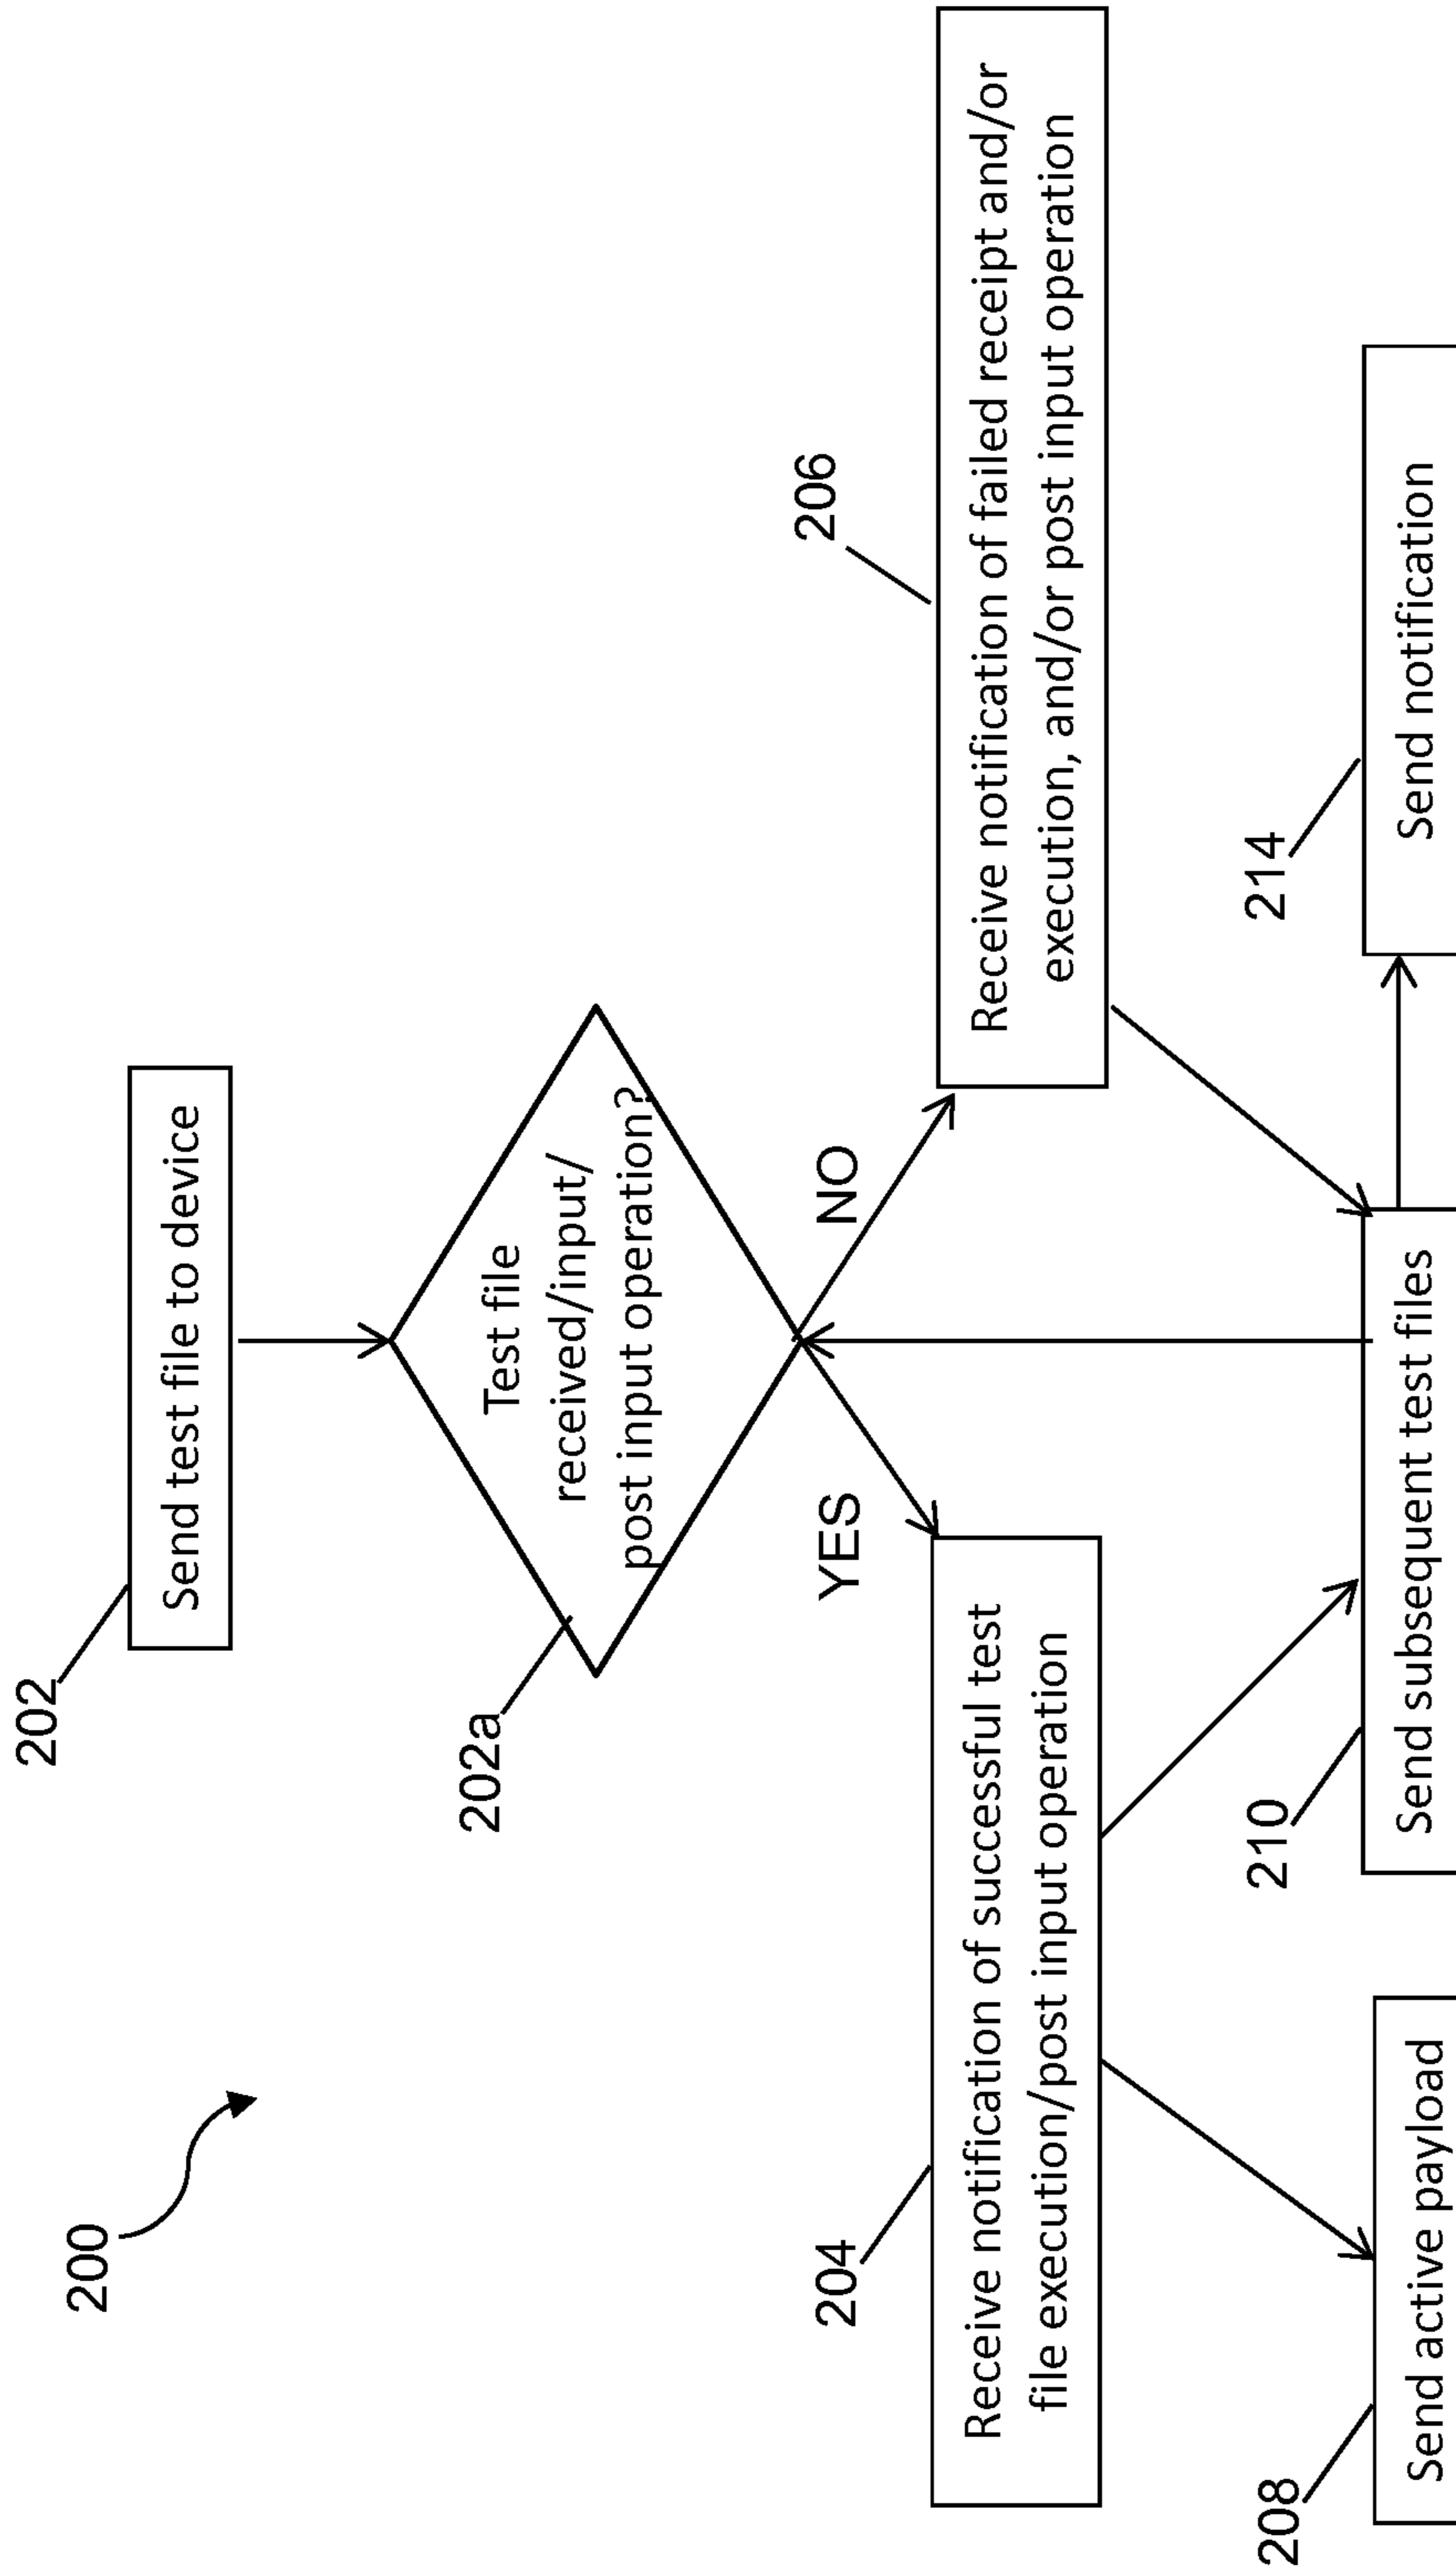 200
202
Send test file to device
202a
Test file
received/input/
post input operation?
YES
NO
204
Receive notification of successful test
file execution/post input operation
206
Receive notification of failed receipt and/or
execution, and/or post input operation
208
Send active payload
210
Send subsequent test files
214
Send notification